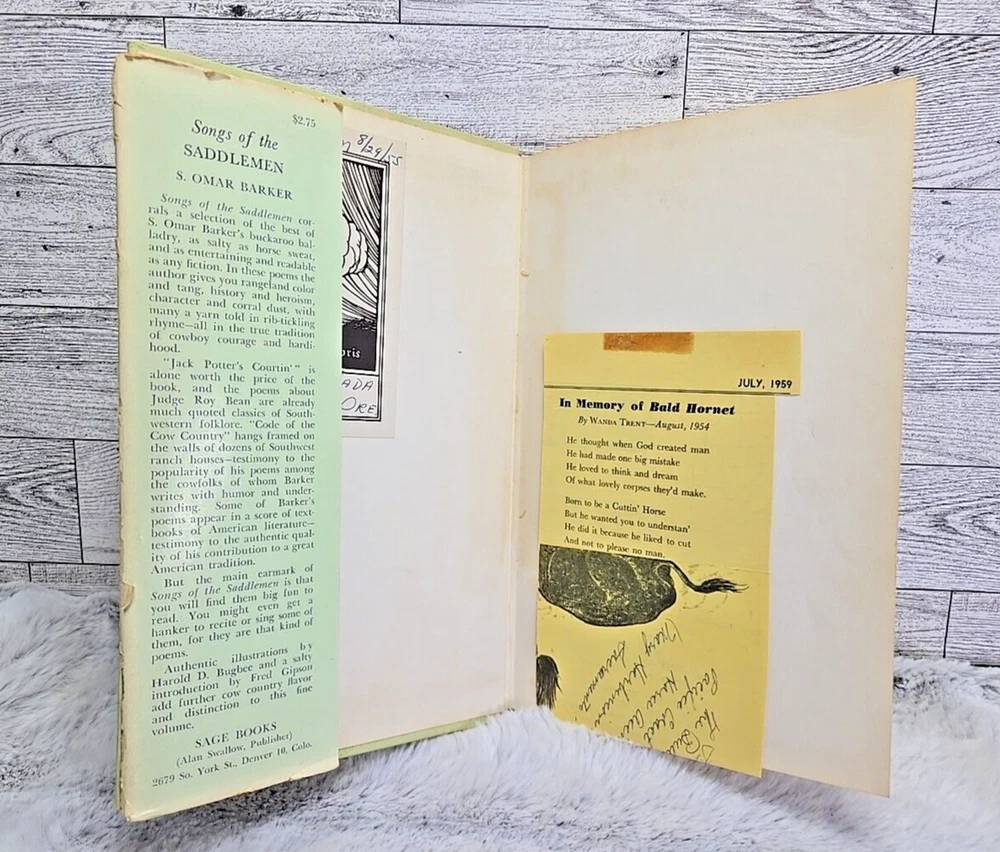 $2.75
Songs of the
SADDLEMEN
S. OMAR BARKER
Songs of the Saddlemen cor-
rals a selection of the best of
S. Omar Barker's buckaroo bal-
ladry, as salty as horse sweat,
and as entertaining and readable
as any fiction. In these poems the
author gives you rangeland color
and tang, history and heroism,
character and corral dust, with
many a yarn told in rib-tickling
rhyme—all in the true tradition
of cowboy courage and hardi-
hood.
"Jack Potter's Courtin'" is
alone worth the price of the
book, and the poems about
Judge Roy Bean are already
much quoted classics of South-
western folklore. "Code of the
Cow Country" hangs framed on
the walls of dozens of Southwest
ranch houses—testimony to the
popularity of his poems among
the cowfolks of whom Barker
writes with humor and under-
standing. Some of Barker's
poems appear in a score of text-
books of American literature—
testimony to the authentic qual-
ity of his contribution to a great
American tradition.
But the main earmark of
Songs of the Saddlemen is that
you will find them big fun to
read. You might even get a
hanker to recite or sing some of
them, for they are that kind of
poems.
Authentic illustrations by
Harold D. Bugbee and a salty
introduction by Fred Gipson
add further cow country flavor
and distinction to this fine
volume.
SAGE BOOKS
(Alan Swallow, Publisher)
2679 So. York St., Denver 10, Colo.
8/29/55
bris
ADA
ORE
JULY, 1959
In Memory of Bald Hornet
By WANDA TRENT—August, 1954
He thought when God created man
He had made one big mistake
He loved to think and dream
Of what lovely corpses they'd make.
Born to be a Cuttin' Horse
But he wanted you to understan'
He did it because he liked to cut
And not to please no man.
The
Pacific Coast